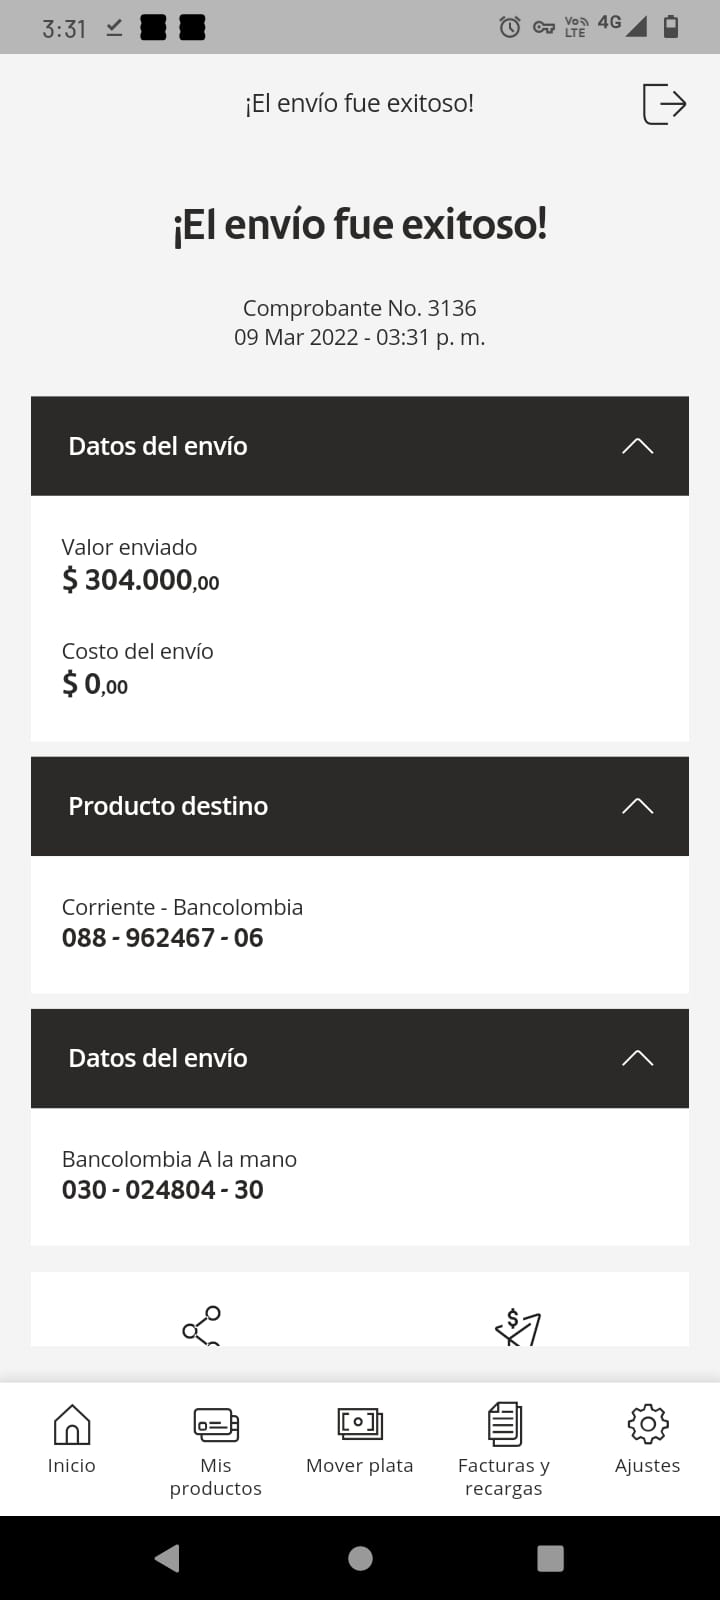 3:31
Vo LTE 4G
¡El envío fue exitoso!
¡El envío fue exitoso!
Comprobante No. 3136
09 Mar 2022 - 03:31 p. m.
Datos del envío
Valor enviado
$ 304.000,00
Costo del envío
$ 0,00
Producto destino
Corriente - Bancolombia
088 - 962467 - 06
Datos del envío
Bancolombia A la mano
030 - 024804 - 30
$
Inicio
Mis productos
Mover plata
Facturas y recargas
Ajustes